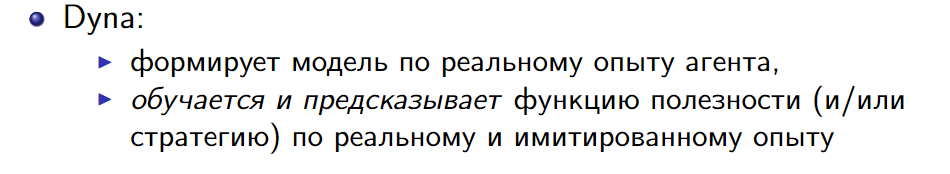 Dyna:
формирует модель по реальному опыту агента,
обучается и предсказывает функцию полезности (и/или
стратегию) по реальному и имитированному опыту